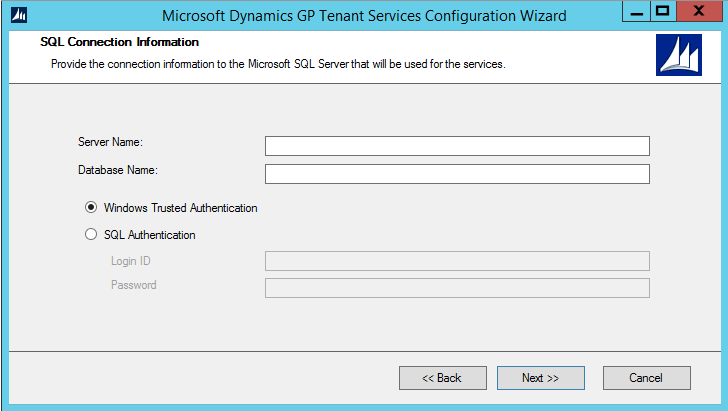 Microsoft Dynamics GP Tenant Services Configuration Wizard
SQL Connection Information
Provide the connection information to the Microsoft SQL Server that will be used for the services.
Server Name:
Database Name:
Windows Trusted Authentication
SQL Authentication
Login ID
Password
<< Back
Next >>
Cancel